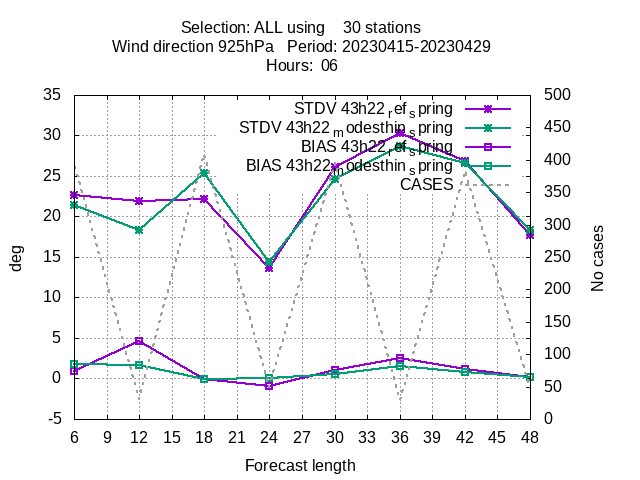 Selection: ALL using 30 stations
Wind direction 925hPa Period: 20230415-20230429
Hours: 06
STDV 43h22_ref_spring
STDV 43h22_modesthin_spring
BIAS 43h22_ref_spring
BIAS 43h22_modesthin_spring
CASES
35
30
25
20
15
10
5
0
-5
deg
500
450
400
350
300
250
200
150
100
50
0
No cases
6 9 12 15 18 21 24 27 30 33 36 39 42 45 48
Forecast length